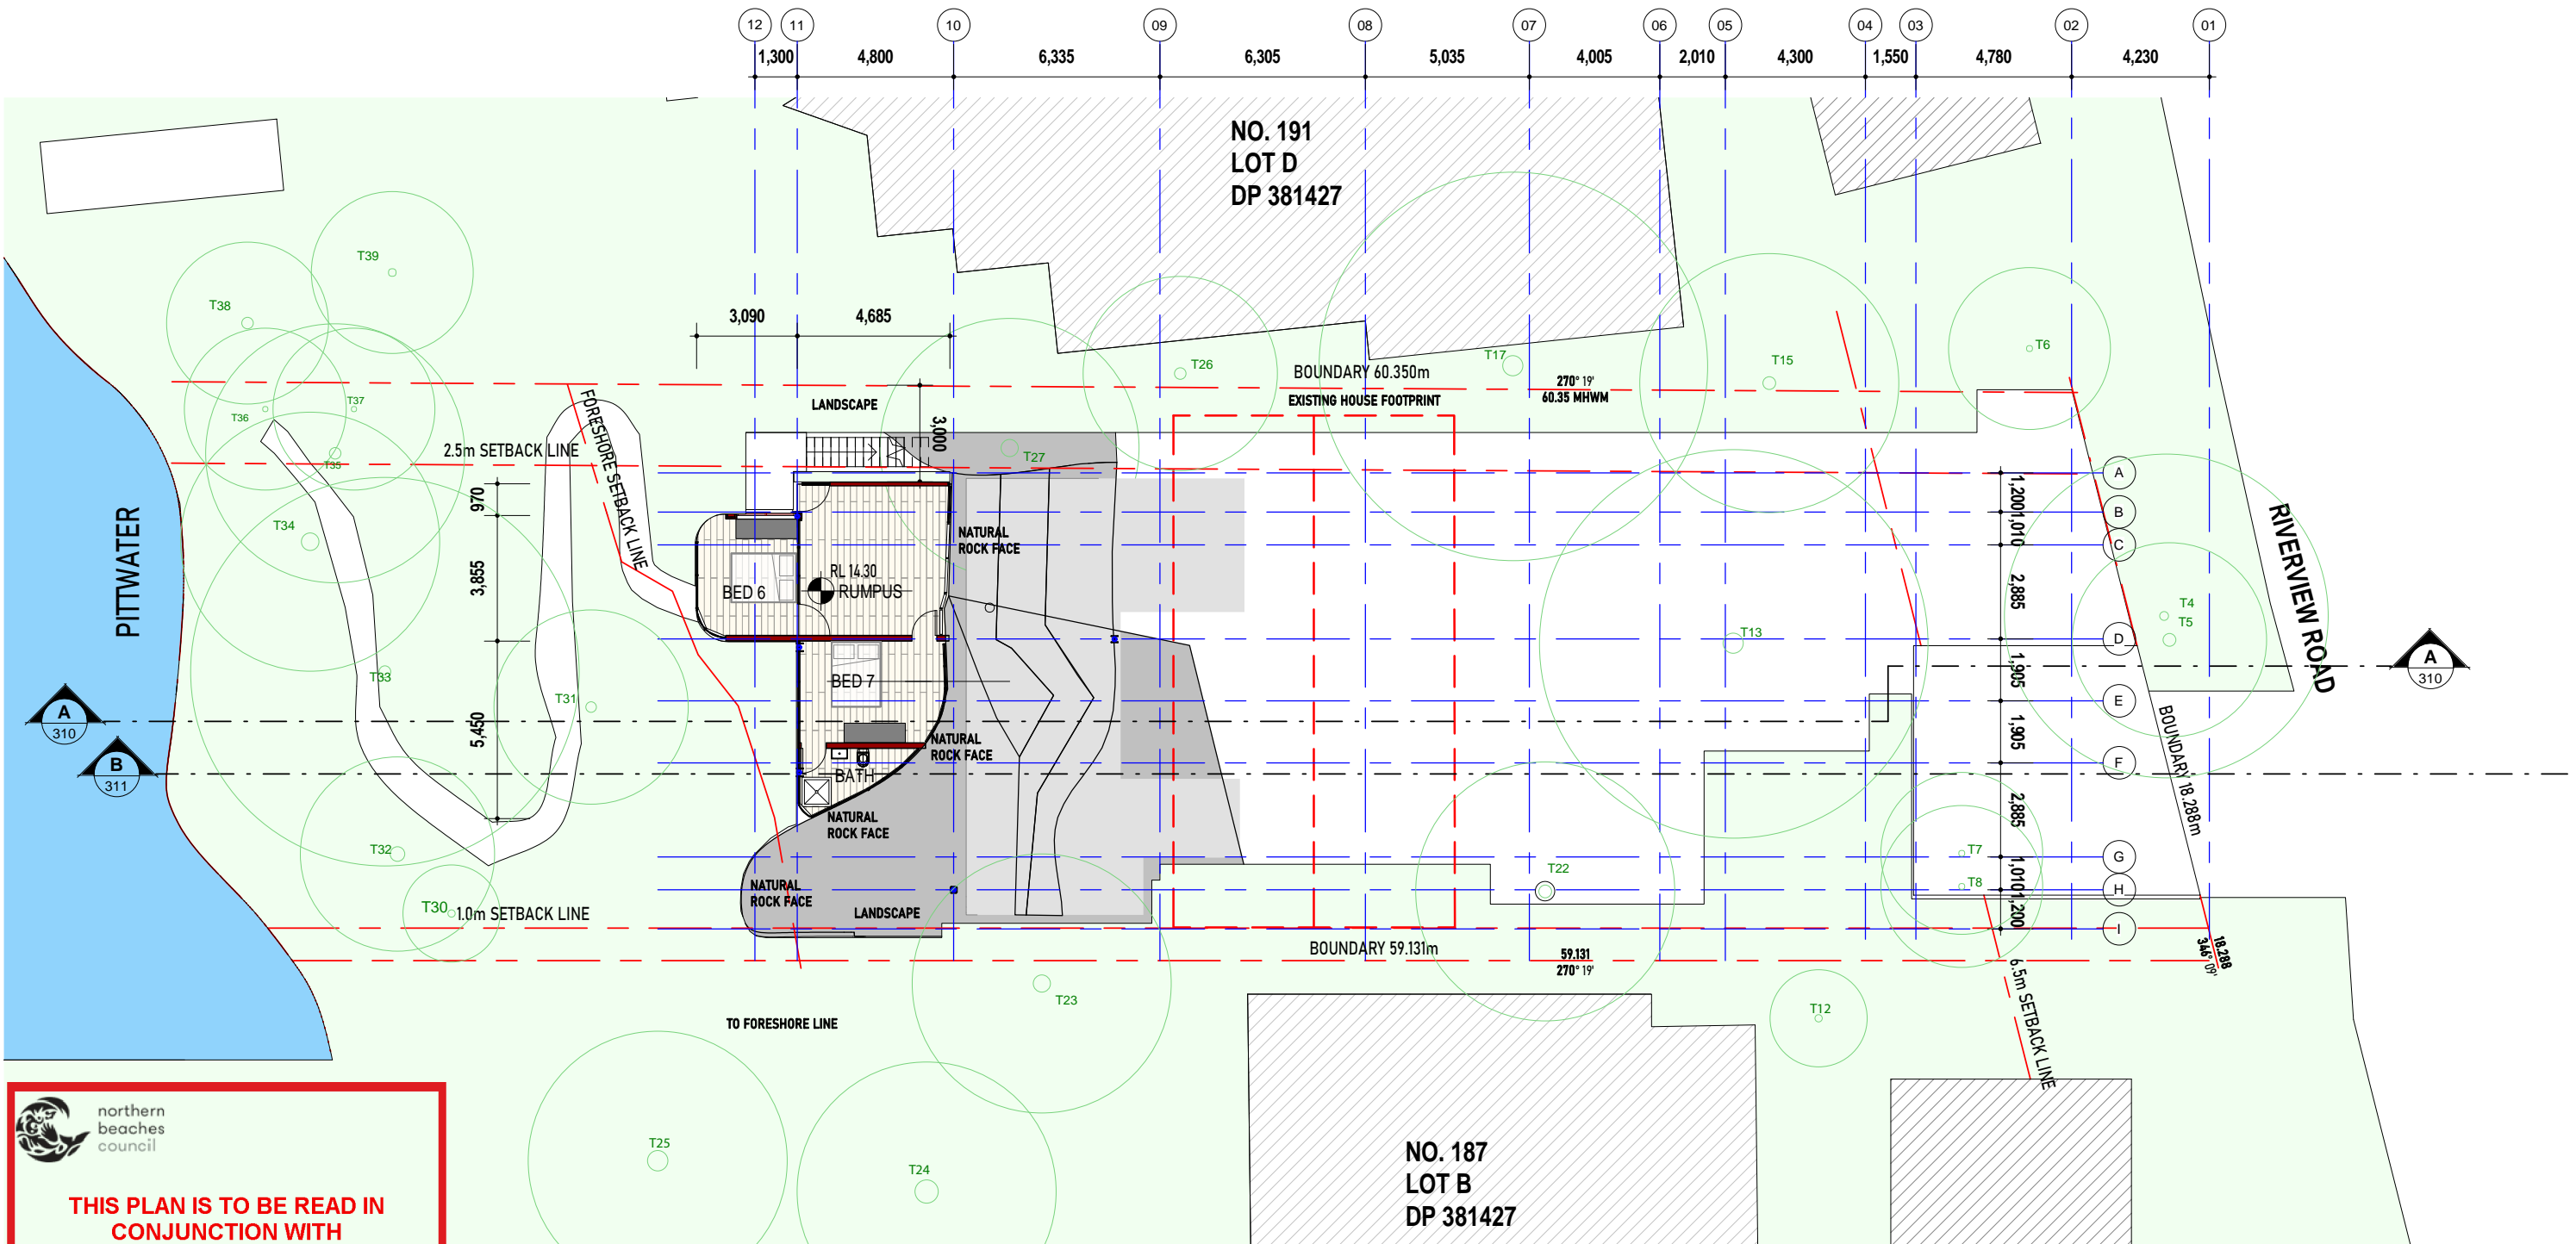 12
11
10
09
08
07
06
05
04
03
02
01
1,300
4,800
6,335
6,305
5,035
4,005
2,010
4,300
1,550
4,780
4,230
NO. 191
LOT D
DP 381427
T39
T38
T37
T36
T35
T34
T33
T32
T31
T30
T27
T26
T17
T15
T6
T13
T4
T5
T7
T8
T22
T12
T23
T24
T25
3,090
4,685
BOUNDARY 60.350m
270° 19'
60.35 MHWM
EXISTING HOUSE FOOTPRINT
LANDSCAPE
3,000
FORESHORE SETBACK LINE
2.5m SETBACK LINE
970
3,855
5,450
PITTWATER
NATURAL
ROCK FACE
RL 14.30
RUMPUS
BED 6
BED 7
NATURAL
ROCK FACE
BATH
NATURAL
ROCK FACE
NATURAL
ROCK FACE
LANDSCAPE
1.0m SETBACK LINE
A
B
C
D
E
F
G
H
I
1,200
1,010
2,885
1,905
1,905
2,885
1,010
1,200
RIVERVIEW ROAD
A
310
A
310
B
311
BOUNDARY 18.288m
18.288
346° 09'
BOUNDARY 59.131m
59.131
270° 19'
6.5m SETBACK LINE
TO FORESHORE LINE
NO. 187
LOT B
DP 381427
northern
beaches
council
THIS PLAN IS TO BE READ IN
CONJUNCTION WITH